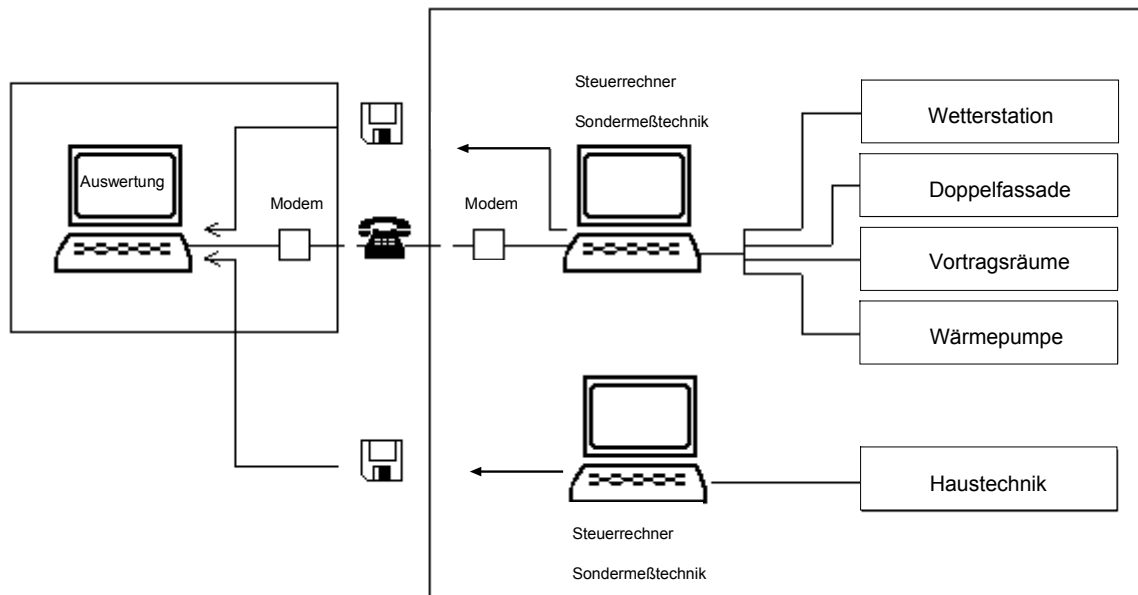 Steuerrechner
Sondermeßtechnik
Wetterstation
Doppelfassade
Vortragsräume
Wärmepumpe
Auswertung
Modem
Modem
Haustechnik
Steuerrechner
Sondermeßtechnik